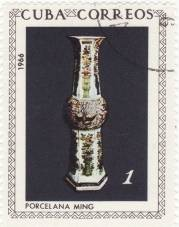 CUBA CORREOS
1966
1
PORCELANA MING